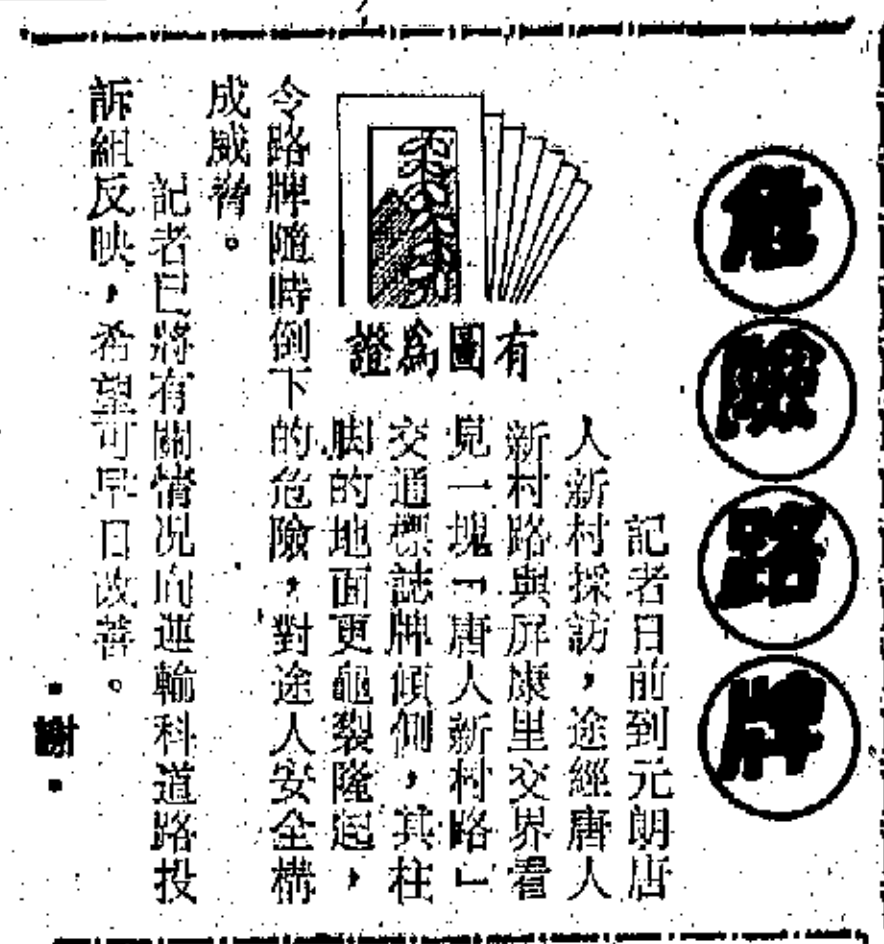 危險路牌
有圖為證
記者日前到元朗唐
人新村採訪，途經唐人
新村路與屏康里交界看
見一塊「唐人新村路」
交通標誌牌傾側，其柱
脚的地面更龜裂隆起，
令路牌隨時倒下的危險，對途人安全構
成威脅。
記者已將有關情况向運輸科道路投
訴組反映，希望可早日改善。
·謝·